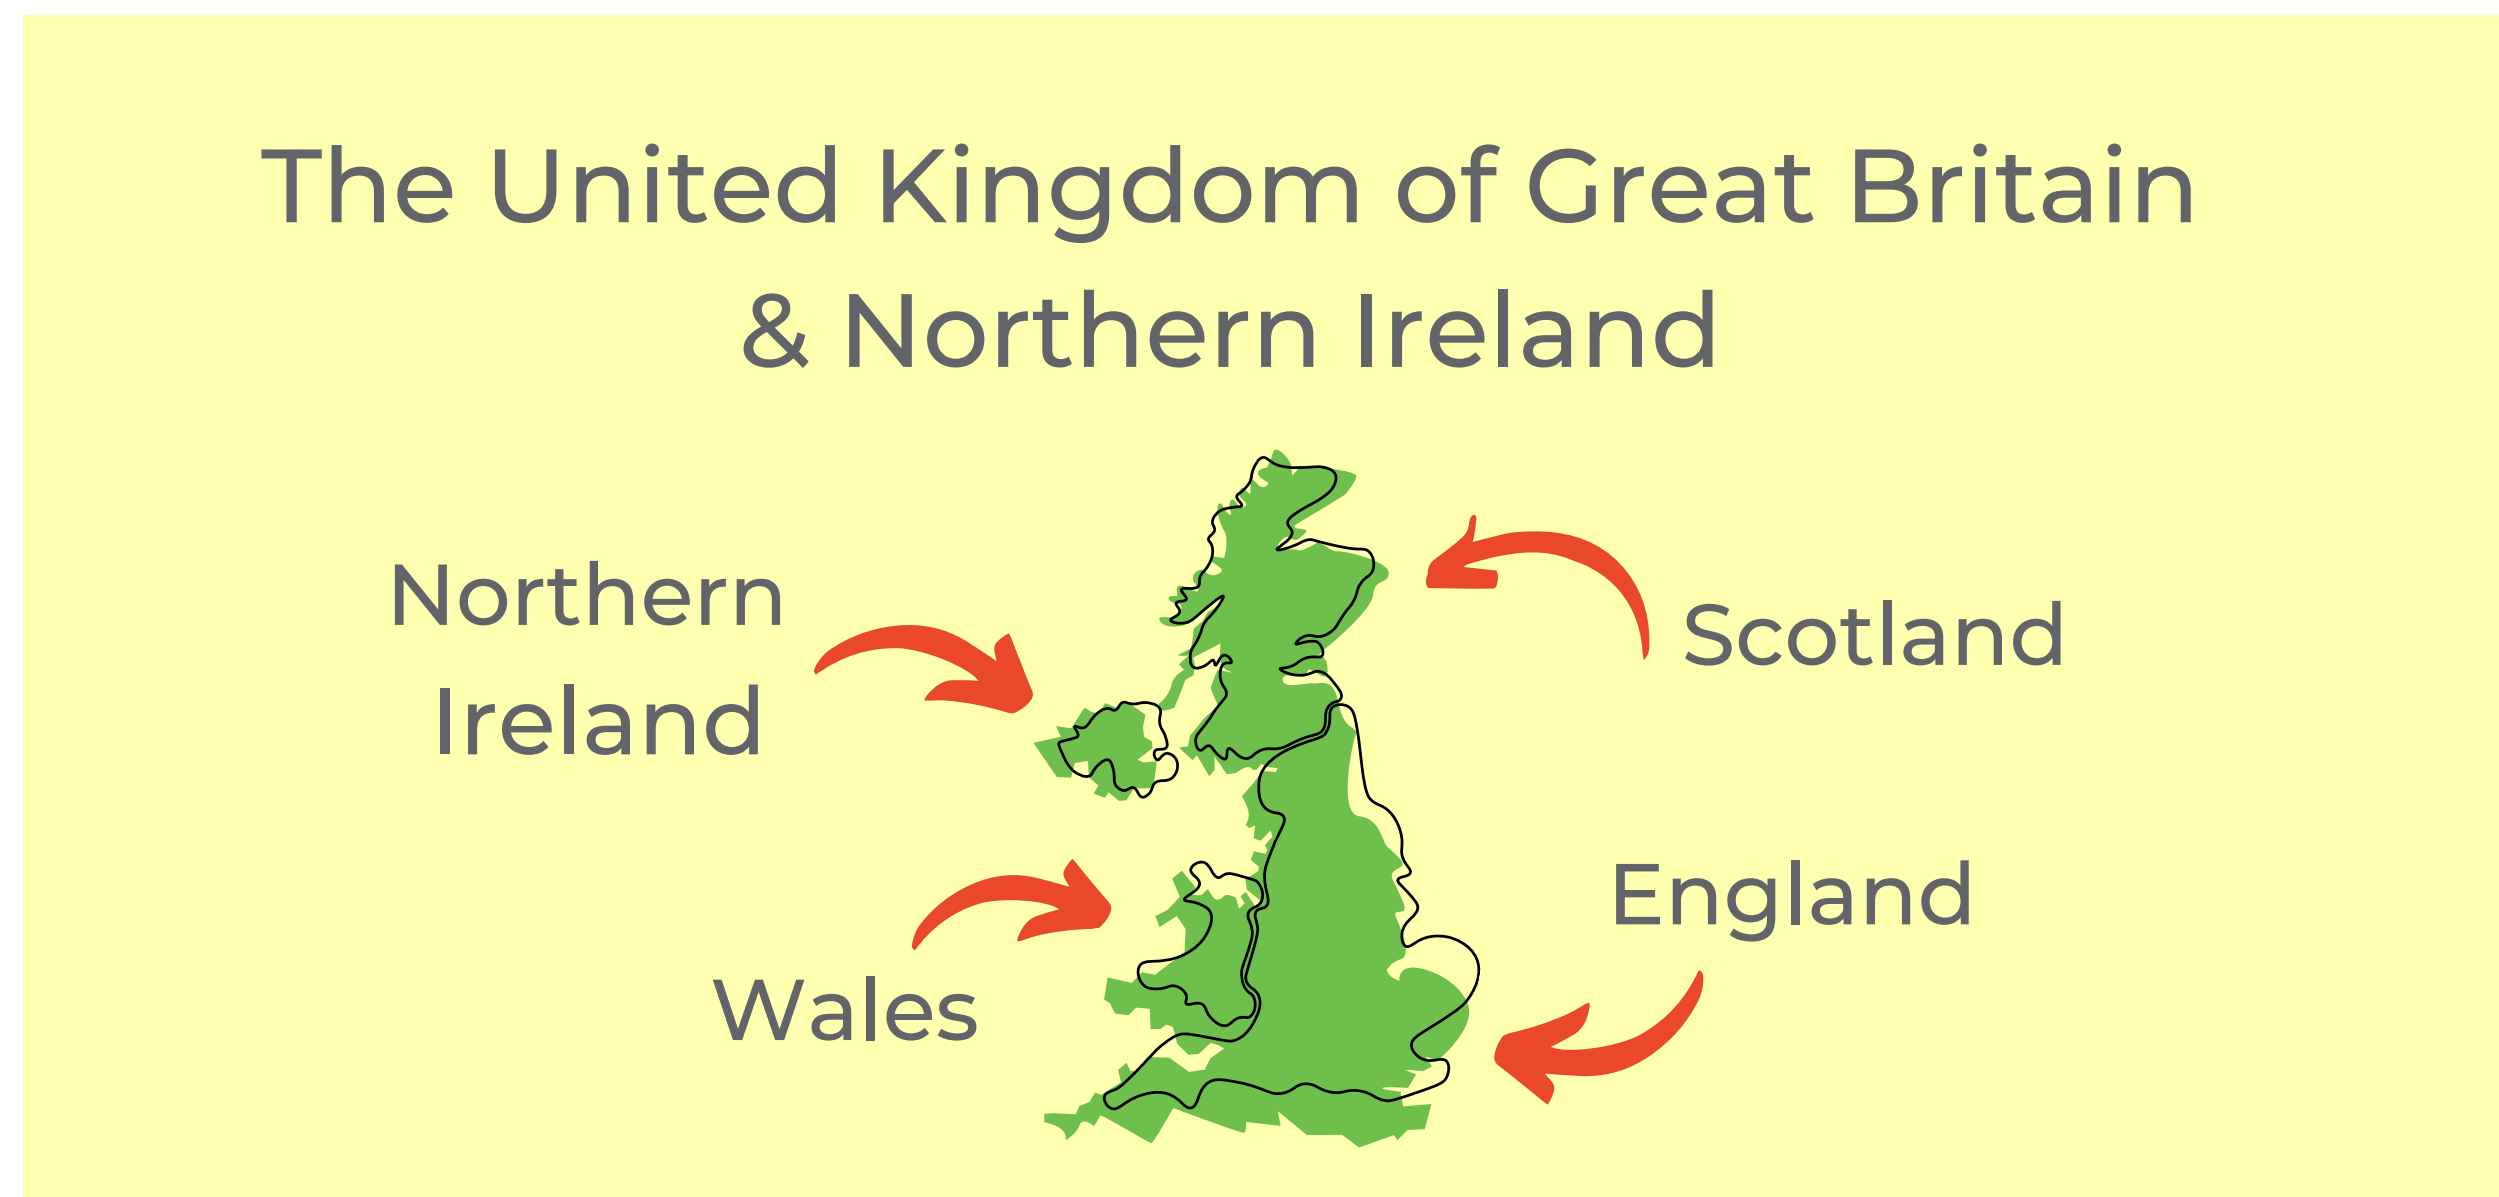 The United Kingdom of Great Britain
& Northern Ireland
Northern
Ireland
Scotland
England
Wales